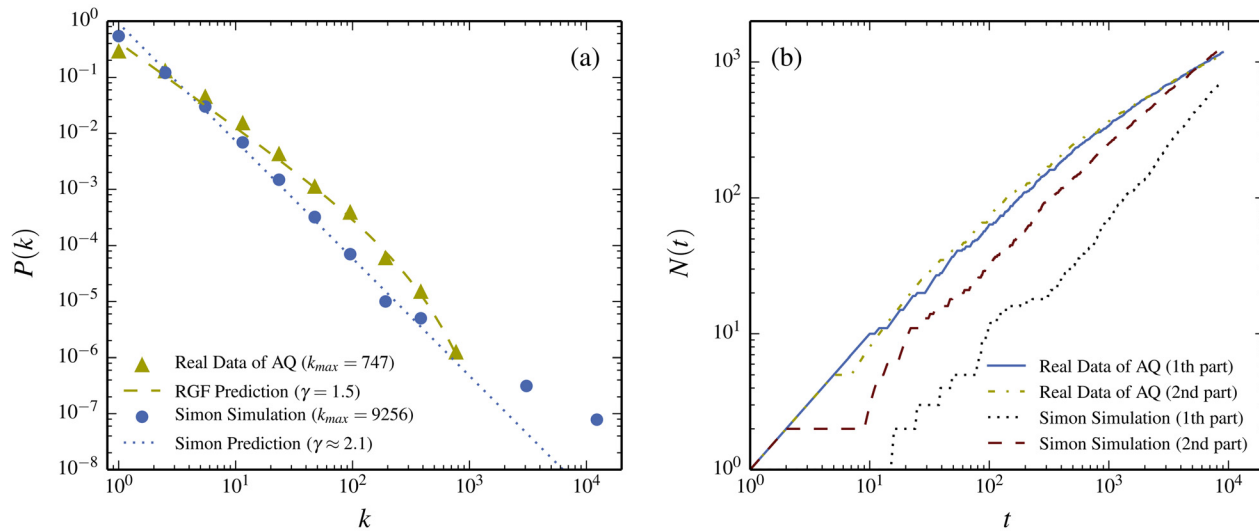 (a)
P(k)
10^0
10^-1
10^-2
10^-3
10^-4
10^-5
10^-6
10^-7
10^-8
Real Data of AQ (k_max = 747)
RGF Prediction (γ = 1.5)
Simon Simulation (k_max = 9256)
Simon Prediction (γ ≈ 2.1)
10^0 10^1 10^2 10^3 10^4
k
(b)
N(t)
10^3
10^2
10^1
10^0
Real Data of AQ (1th part)
Real Data of AQ (2nd part)
Simon Simulation (1th part)
Simon Simulation (2nd part)
10^0 10^1 10^2 10^3 10^4
t